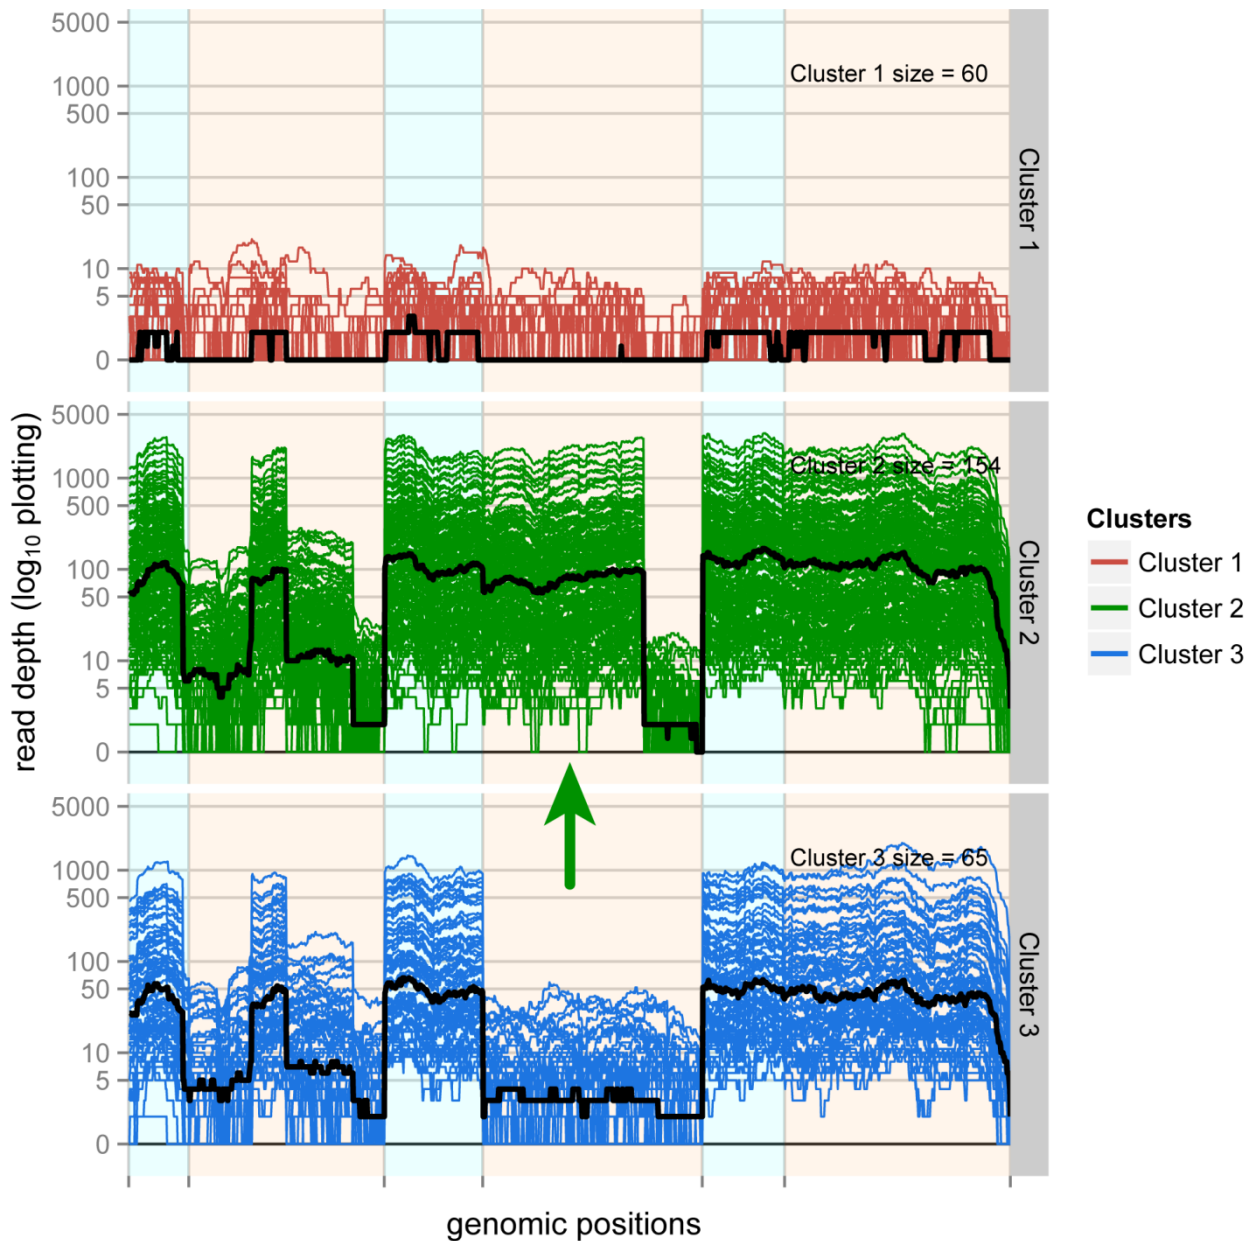 5000
1000
500
100
50
10
5
0
Cluster 1 size = 60
Cluster 1
5000
1000
500
100
50
10
5
0
Cluster 2 size = 154
Cluster 2
5000
1000
500
100
50
10
5
0
Cluster 3 size = 65
Cluster 3
read depth (log10 plotting)
genomic positions
Clusters
Cluster 1
Cluster 2
Cluster 3